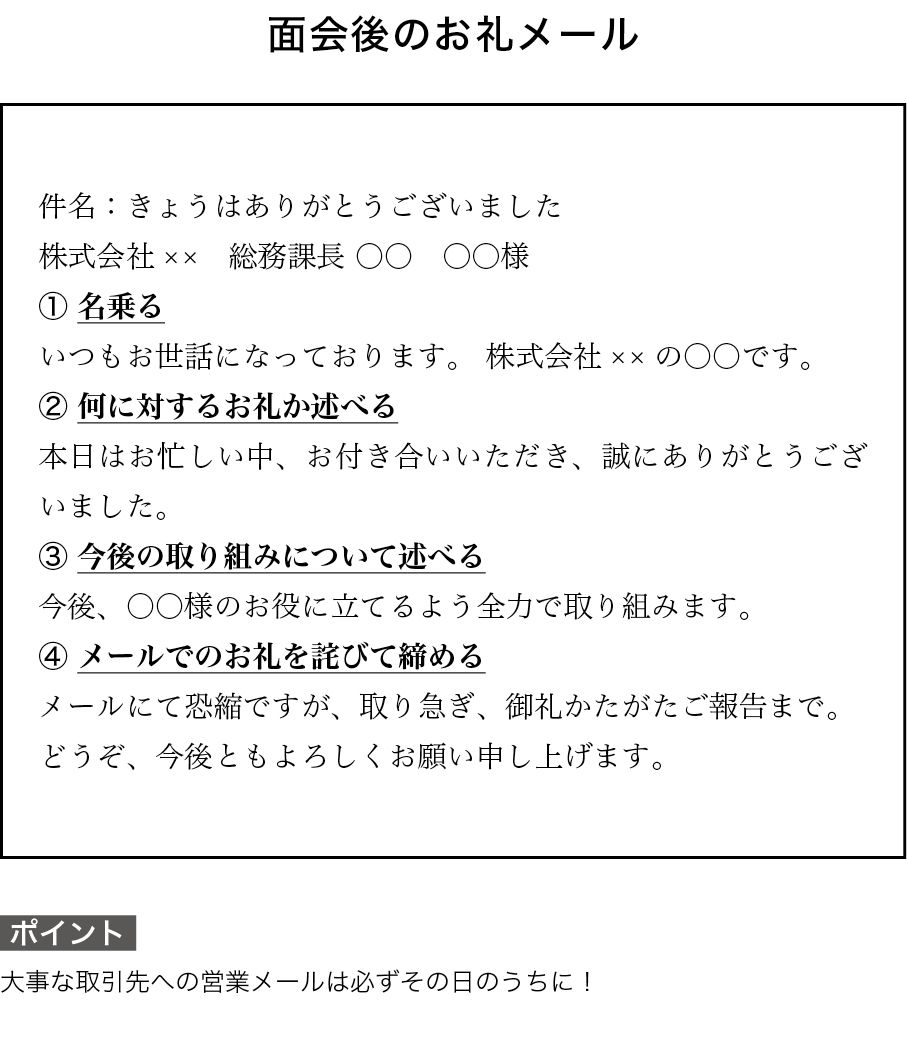 面会後のお礼メール
件名：きょうはありがとうございました
株式会社 ××　総務課長 〇〇　〇〇様
① 名乗る
いつもお世話になっております。 株式会社 ×× の〇〇です。
② 何に対するお礼か述べる
本日はお忙しい中、お付き合いいただき、誠にありがとうござ
いました。
③ 今後の取り組みについて述べる
今後、〇〇様のお役に立てるよう全力で取り組みます。
④ メールでのお礼を詫びて締める
メールにて恐縮ですが、取り急ぎ、御礼かたがたご報告まで。
どうぞ、今後ともよろしくお願い申し上げます。
ポイント
大事な取引先への営業メールは必ずその日のうちに！